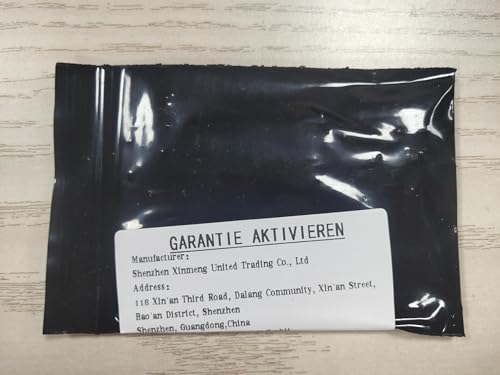 GARANTIE AKTIVIEREN
Manufacturer:
Shenzhen Xinmeng United Trading Co., Ltd
Address:
118 Xin'an Third Road, Dalang Community, Xin'an Street,
Bao'an District, Shenzhen
Shenzhen, Guangdong,China